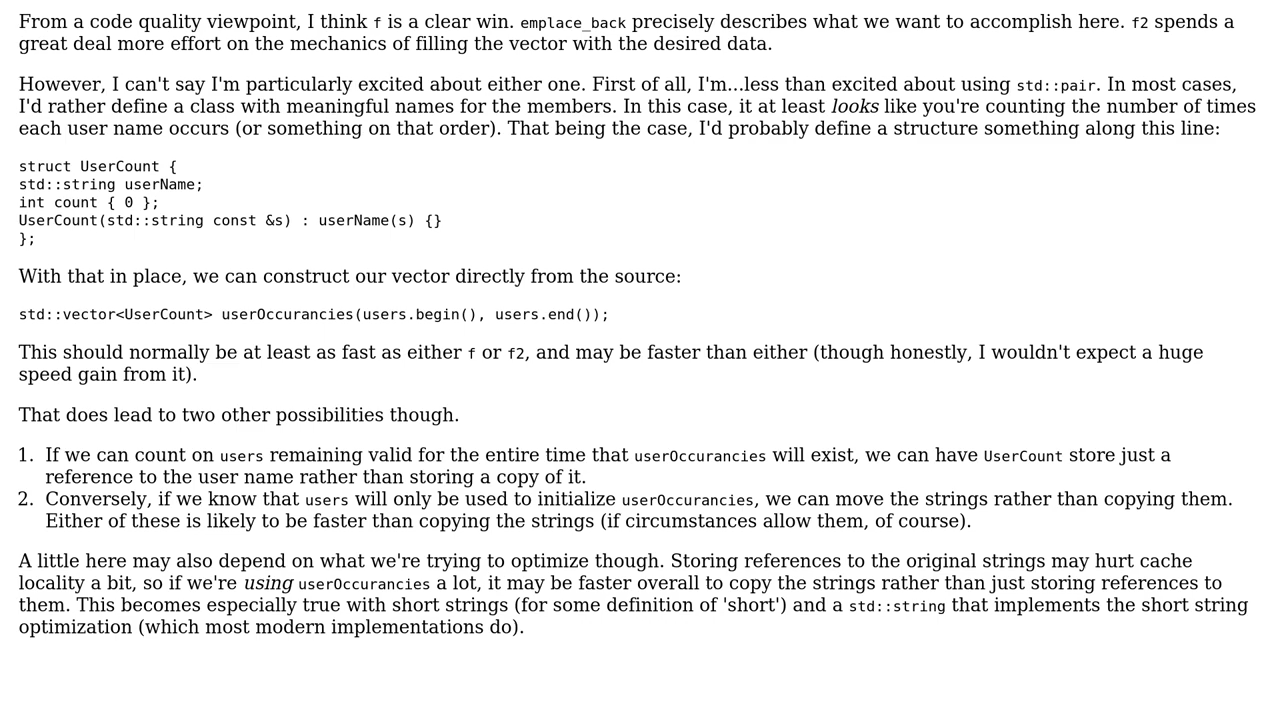 From a code quality viewpoint, I think f is a clear win. emplace_back precisely describes what we want to accomplish here. f2 spends a
great deal more effort on the mechanics of filling the vector with the desired data.
However, I can't say I'm particularly excited about either one. First of all, I'm...less than excited about using std::pair. In most cases,
I'd rather define a class with meaningful names for the members. In this case, it at least looks like you're counting the number of times
each user name occurs (or something on that order). That being the case, I'd probably define a structure something along this line:
struct UserCount {
std::string userName;
int count { 0 };
UserCount(std::string const &s) : userName(s) {}
};
With that in place, we can construct our vector directly from the source:
std::vector<UserCount> userOccurancies(users.begin(), users.end());
This should normally be at least as fast as either f or f2, and may be faster than either (though honestly, I wouldn't expect a huge
speed gain from it).
That does lead to two other possibilities though.
1. If we can count on users remaining valid for the entire time that userOccurancies will exist, we can have UserCount store just a
reference to the user name rather than storing a copy of it.
2. Conversely, if we know that users will only be used to initialize userOccurancies, we can move the strings rather than copying them.
Either of these is likely to be faster than copying the strings (if circumstances allow them, of course).
A little here may also depend on what we're trying to optimize though. Storing references to the original strings may hurt cache
locality a bit, so if we're using userOccurancies a lot, it may be faster overall to copy the strings rather than just storing references to
them. This becomes especially true with short strings (for some definition of 'short') and a std::string that implements the short string
optimization (which most modern implementations do).